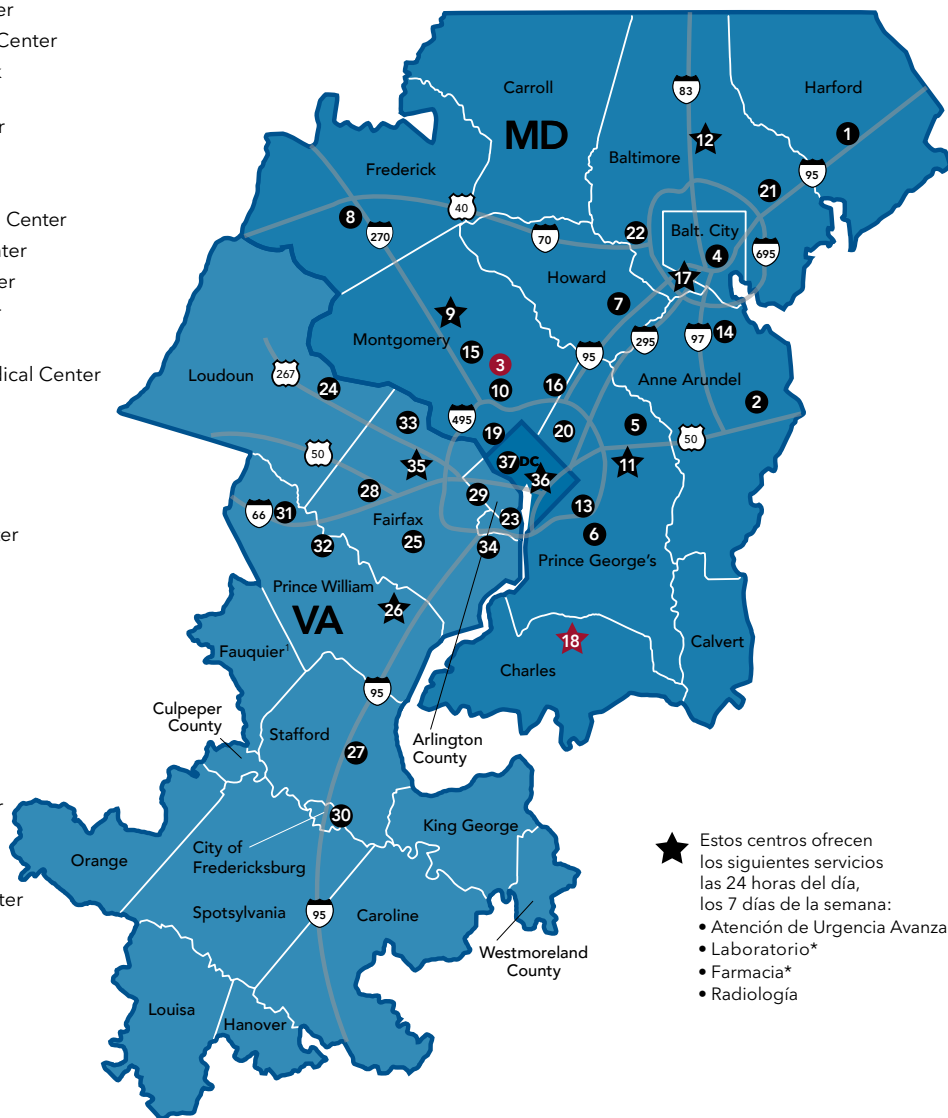 er
Center
r
Center
nter
er
dical Center
er
r
ter
Carroll
Harford
83
MD
12
1
Baltimore
95
Frederick
21
40
8
270
70
22
Balt. City
4
695
Howard
17
9
7
Montgomery
15
3
97
14
295
95
Anne Arundel
Loudoun
267
24
10
16
2
33
495
5
19
20
50
50
35
37
DC
36
11
28
29
13
66
31
Fairfax
23
6
32
25
34
Prince George's
Prince William
VA
26
18
Calvert
Fauquier¹
Charles
95
Culpeper
County
Stafford
Arlington
County
27
30
King George
City of
Fredericksburg
Orange
Spotsylvania
95
Caroline
Westmoreland
County
Louisa
Hanover
Estos centros ofrecen
los siguientes servicios
las 24 horas del día,
los 7 días de la semana:
• Atención de Urgencia Avanza
• Laboratorio*
• Farmacia*
• Radiología